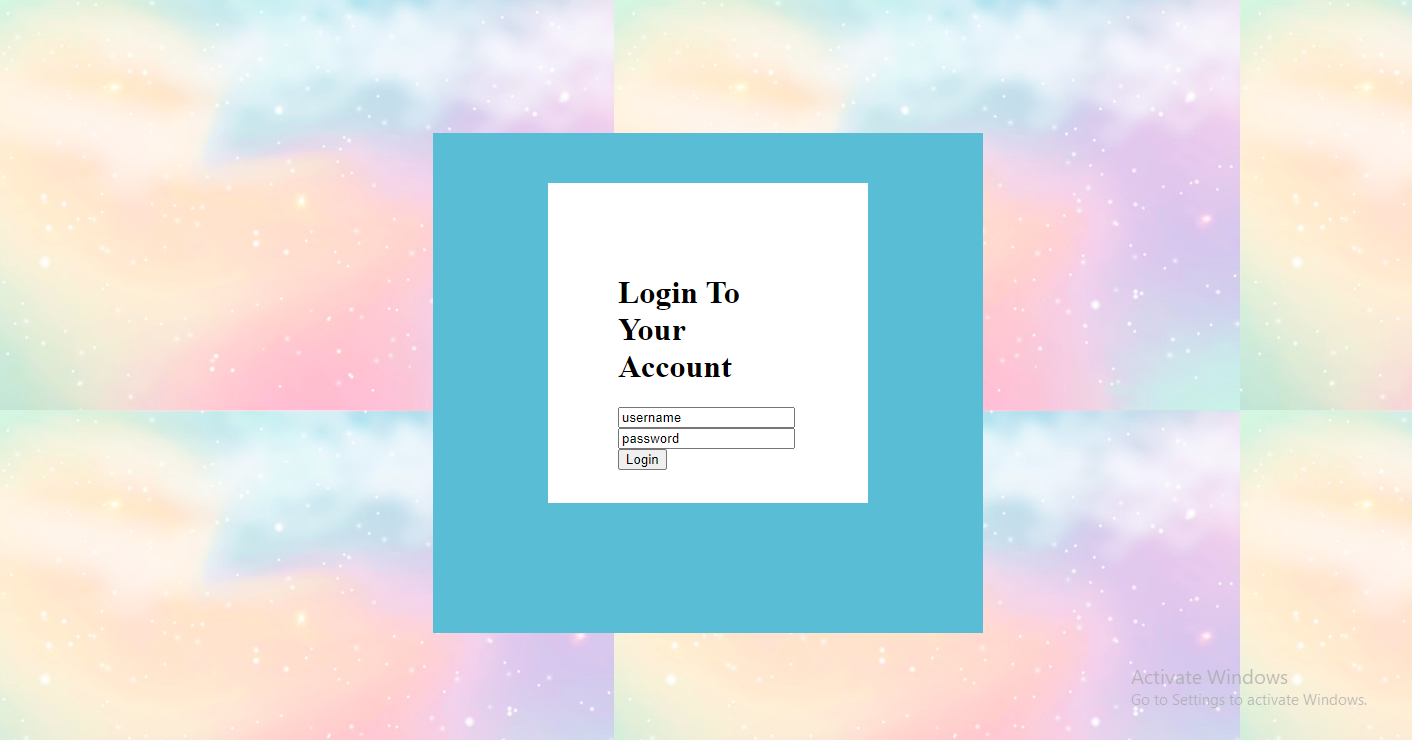 Login To
Your
Account
username
password
Login
Activate Windows
Go to Settings to activate Windows.